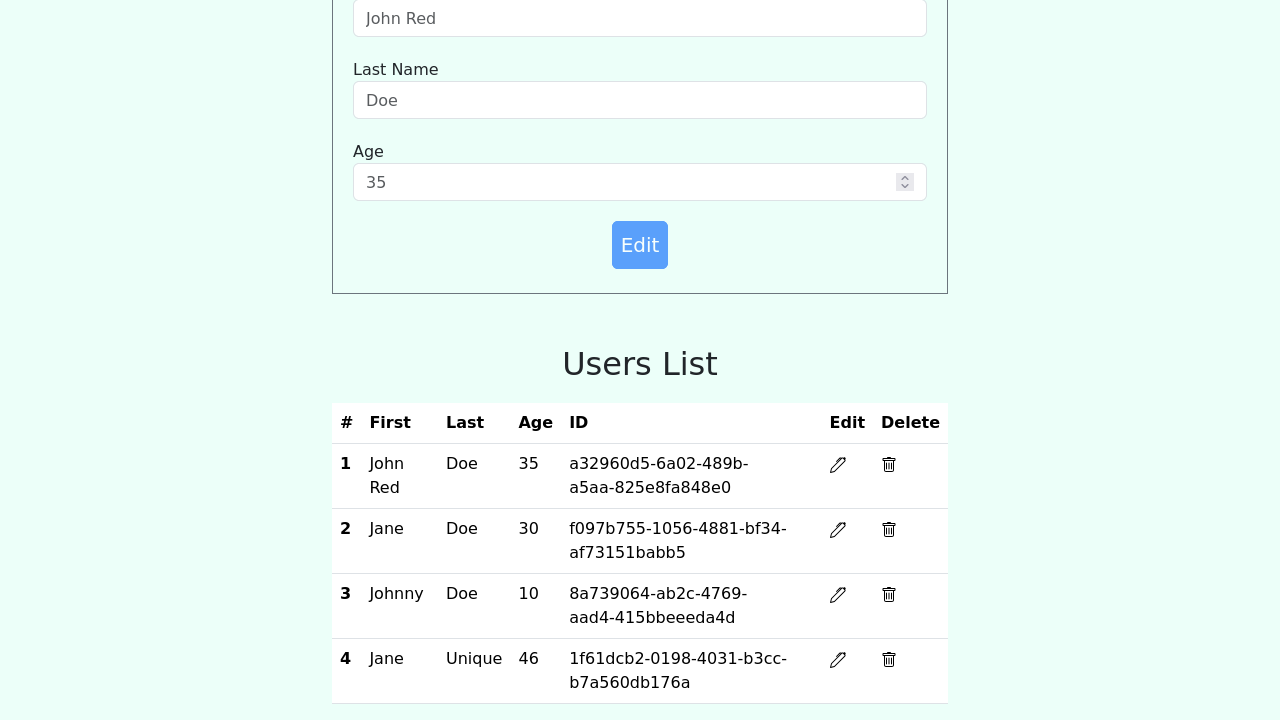 John Red
Last Name
Doe
Age
35
Edit
Users List
# First Last Age ID Edit Delete
1 John Red Doe 35 a32960d5-6a02-489b-a5aa-825e8fa848e0
2 Jane Doe 30 f097b755-1056-4881-bf34-af73151babb5
3 Johnny Doe 10 8a739064-ab2c-4769-aad4-415bbeeeda4d
4 Jane Unique 46 1f61dcb2-0198-4031-b3cc-b7a560db176a